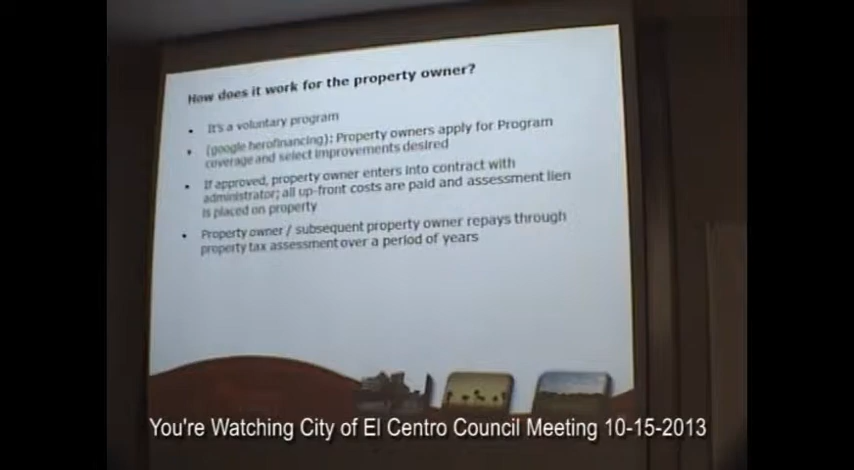 How does it work for the property owner?
• It's a voluntary program
• (google herofinancing): Property owners apply for Program
coverage and select improvements desired
• If approved, property owner enters into contract with
administrator; all up-front costs are paid and assessment lien
is placed on property
• Property owner / subsequent property owner repays through
property tax assessment over a period of years
You're Watching City of El Centro Council Meeting 10-15-2013